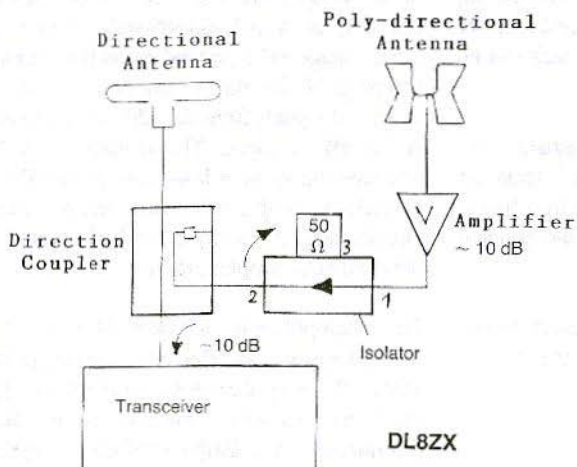 Directional
Antenna
Poly-directional
Antenna
Direction
Coupler
50
Ω
3
2
1
V
Amplifier
~ 10 dB
Isolator
~10 dB
Transceiver
DL8ZX